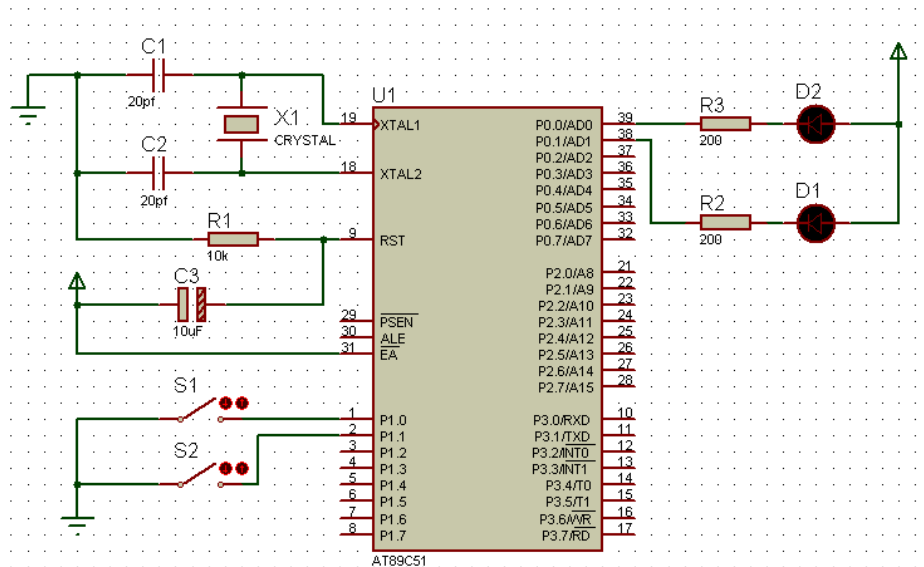 C1
20pf
X1
CRYSTAL
C2
20pf
R1
10k
C3
10uF
S1
S2
U1
19 XTAL1
18 XTAL2
9 RST
29 PSEN
30 ALE
31 EA
1 P1.0
2 P1.1
3 P1.2
4 P1.3
5 P1.4
6 P1.5
7 P1.6
8 P1.7
P0.0/AD0 39
P0.1/AD1 38
P0.2/AD2 37
P0.3/AD3 36
P0.4/AD4 35
P0.5/AD5 34
P0.6/AD6 33
P0.7/AD7 32
P2.0/A8 21
P2.1/A9 22
P2.2/A10 23
P2.3/A11 24
P2.4/A12 25
P2.5/A13 26
P2.6/A14 27
P2.7/A15 28
P3.0/RXD 10
P3.1/TXD 11
P3.2/INT0 12
P3.3/INT1 13
P3.4/T0 14
P3.5/T1 15
P3.6/WR 16
P3.7/RD 17
AT89C51
R3
200
D2
R2
200
D1